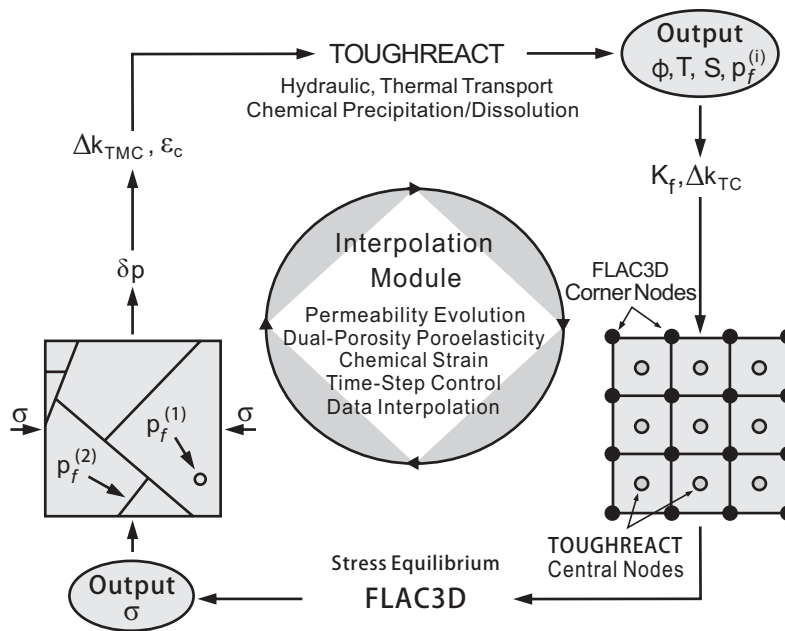 TOUGHREACT
Hydraulic, Thermal Transport
Chemical Precipitation/Dissolution
Output
ϕ,T, S, p_f^(i)
K_f, Δk_TC
FLAC3D
Corner Nodes
TOUGHREACT
Central Nodes
Stress Equilibrium
FLAC3D
Output
σ
σ
σ
p_f^(1)
p_f^(2)
δp
Δk_TMC , ε_c
Interpolation
Module
Permeability Evolution
Dual-Porosity Poroelasticity
Chemical Strain
Time-Step Control
Data Interpolation